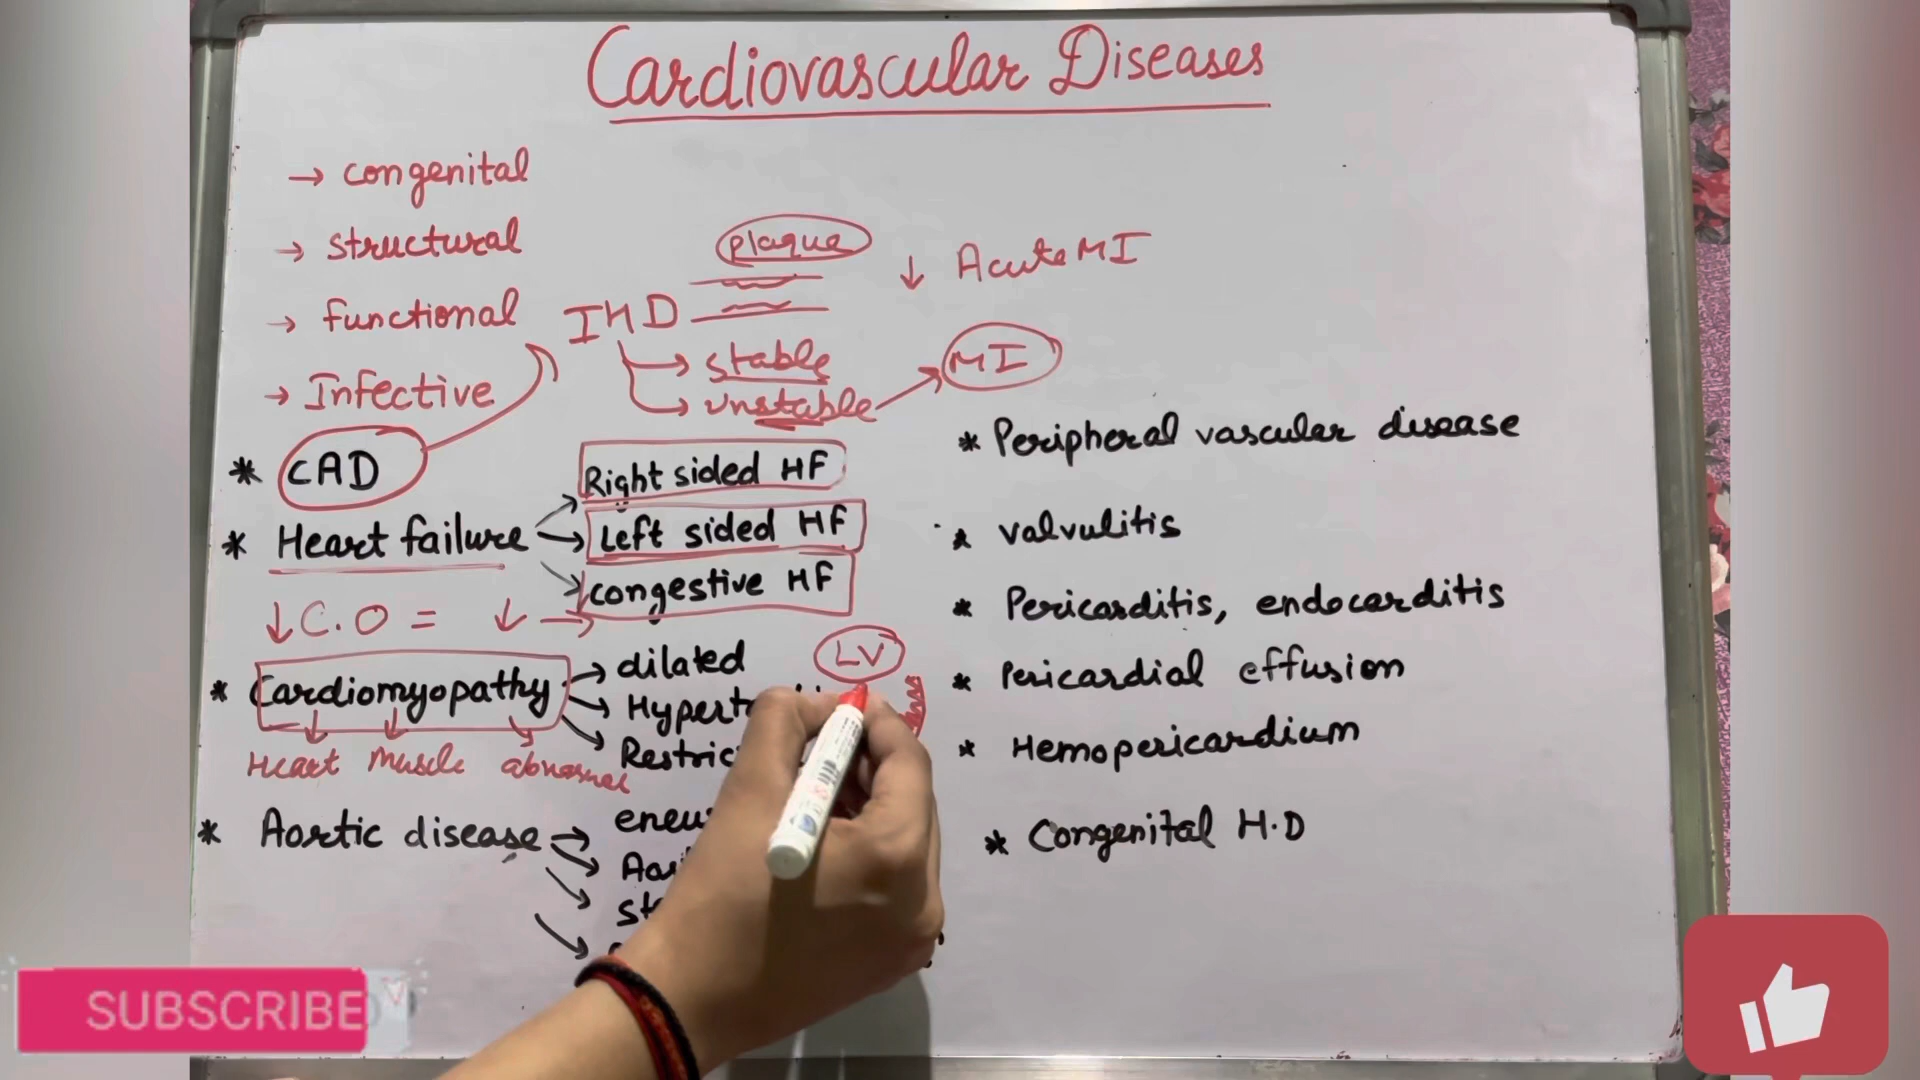 Cardiovascular Diseases
→ congenital
→ structural
→ functional
→ Infective
plaque
↓ Acute MI
IHD
→ stable
→ unstable → MI
* CAD
* Heart failure
Right sided HF
Left sided HF
congestive HF
↓ C.O = ↓ →
* Cardiomyopathy
→ dilated
LV
Heart Muscle abnormal
* Aortic disease
* Peripheral vascular disease
* valvulitis
* Pericarditis, endocarditis
* Pericardial effusion
* Hemopericardium
* Congenital H.D
SUBSCRIBE